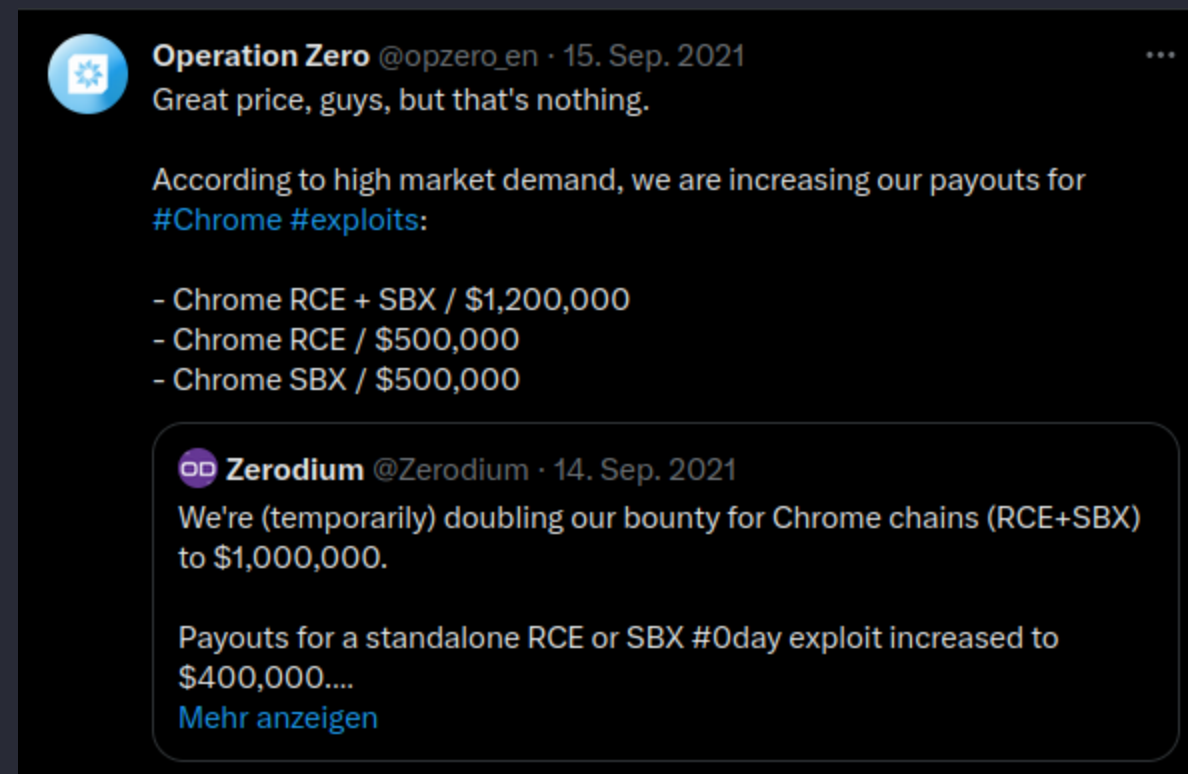 Operation Zero @opzero_en · 15. Sep. 2021
Great price, guys, but that's nothing.
According to high market demand, we are increasing our payouts for
#Chrome #exploits:
- Chrome RCE + SBX / $1,200,000
- Chrome RCE / $500,000
- Chrome SBX / $500,000
OD Zerodium @Zerodium · 14. Sep. 2021
We're (temporarily) doubling our bounty for Chrome chains (RCE+SBX)
to $1,000,000.
Payouts for a standalone RCE or SBX #0day exploit increased to
$400,000....
Mehr anzeigen